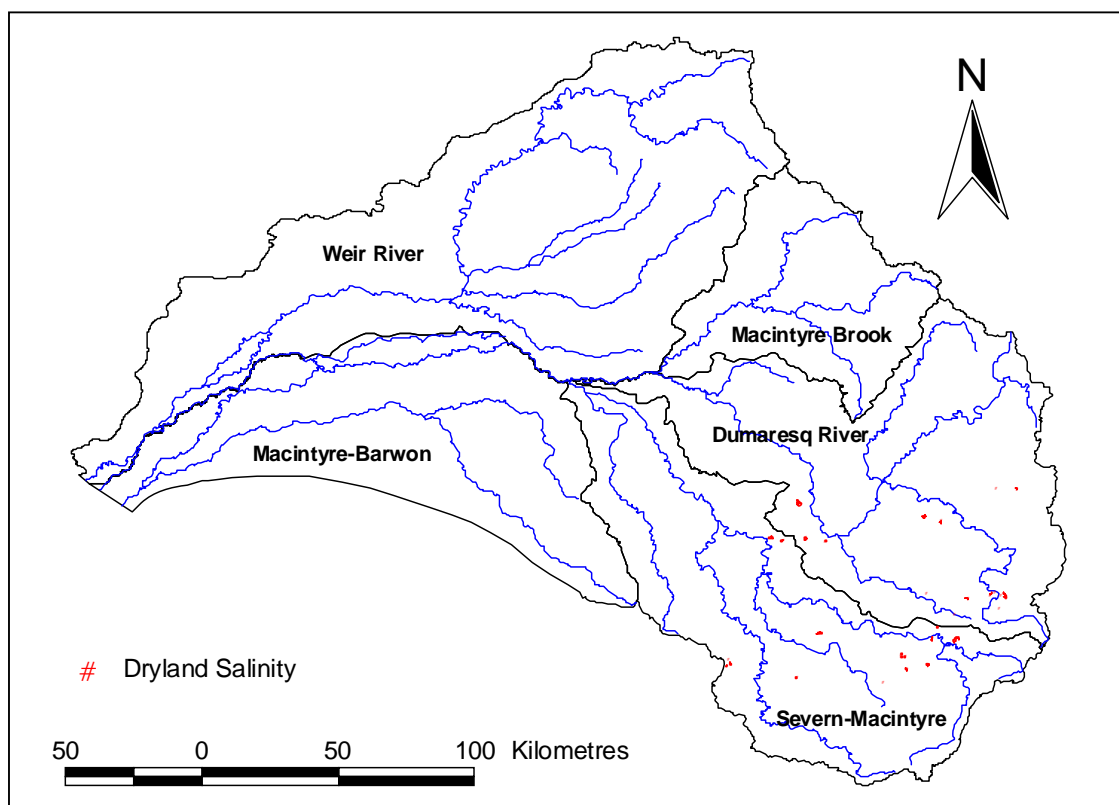 N
Weir River
Macintyre Brook
Dumaresq River
Macintyre-Barwon
# Dryland Salinity
Severn-Macintyre
50 0 50 100 Kilometres